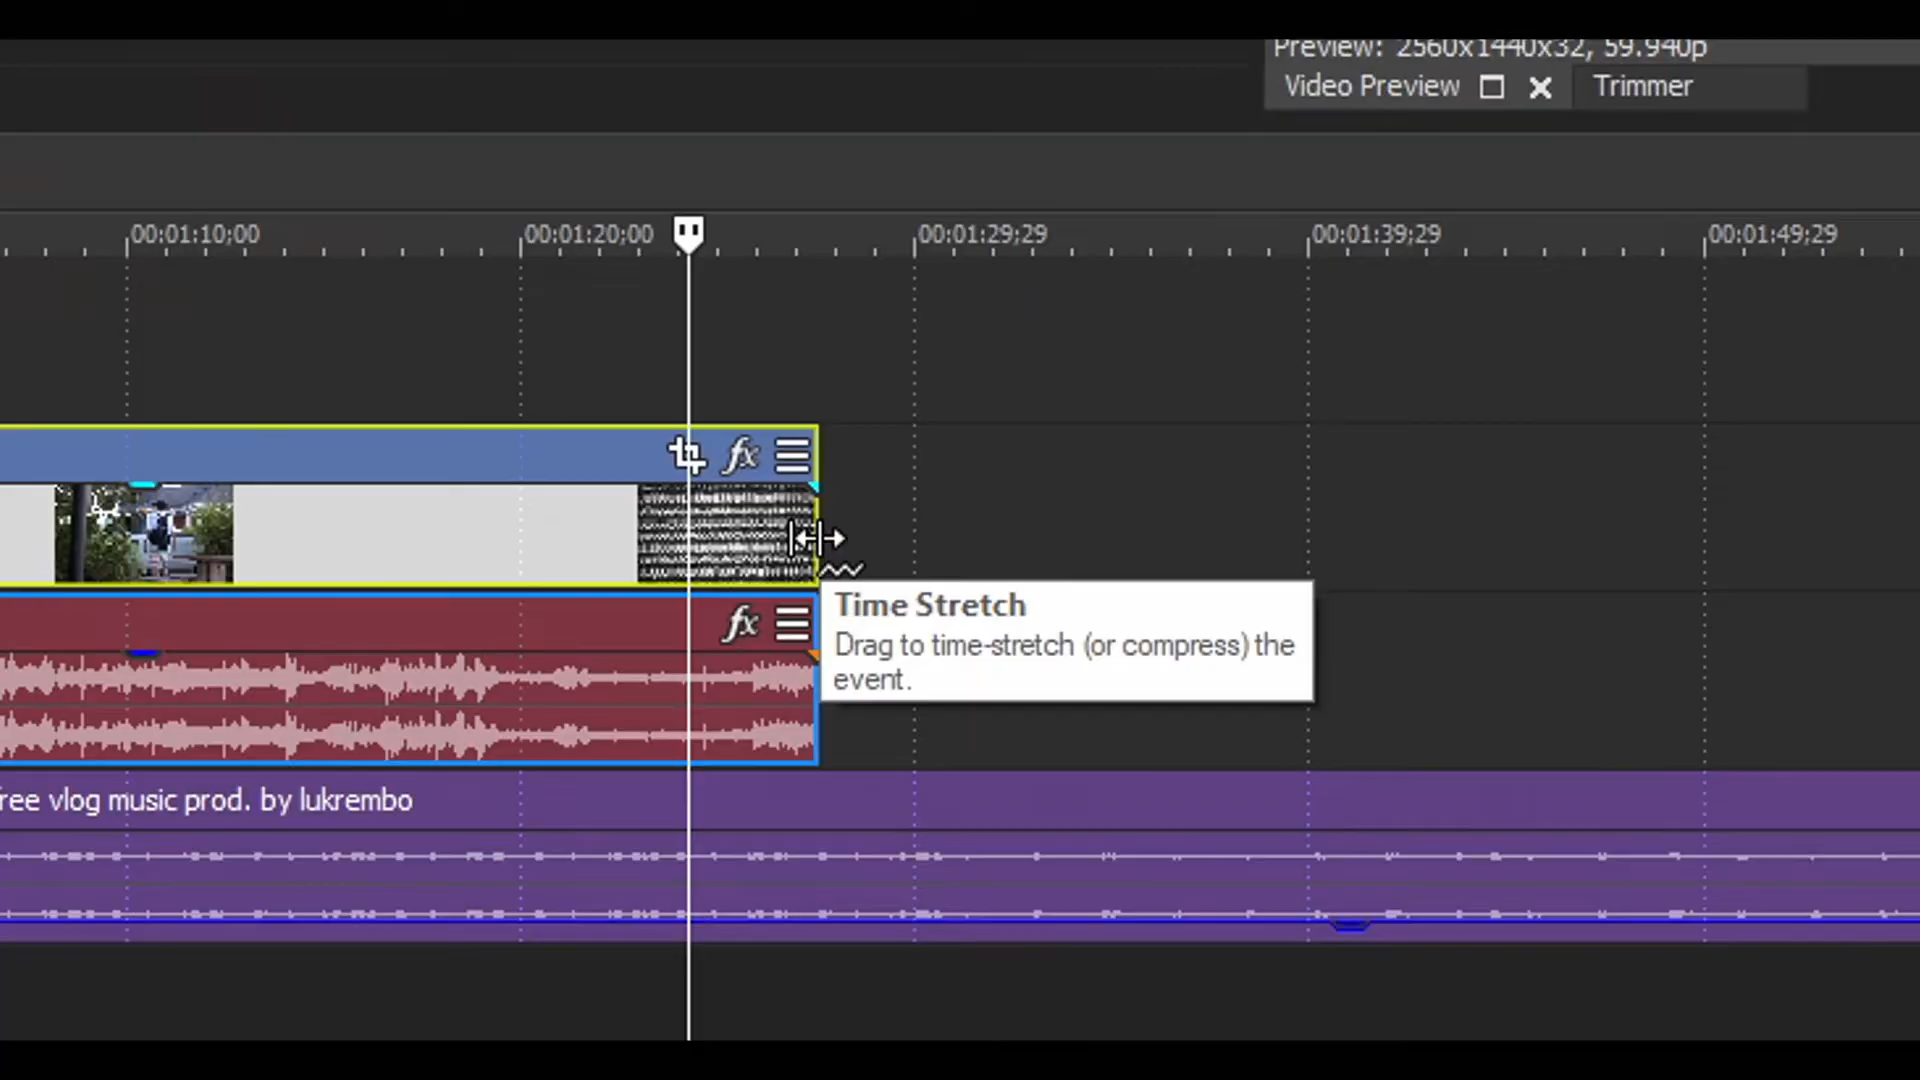 Preview: 2560x1440x32, 59.940p
Video Preview
Trimmer
00:01:10;00
00:01:20;00
00:01:29;29
00:01:39;29
00:01:49;29
fx
fx
Time Stretch
Drag to time-stretch (or compress) the
event.
ree vlog music prod. by lukrembo